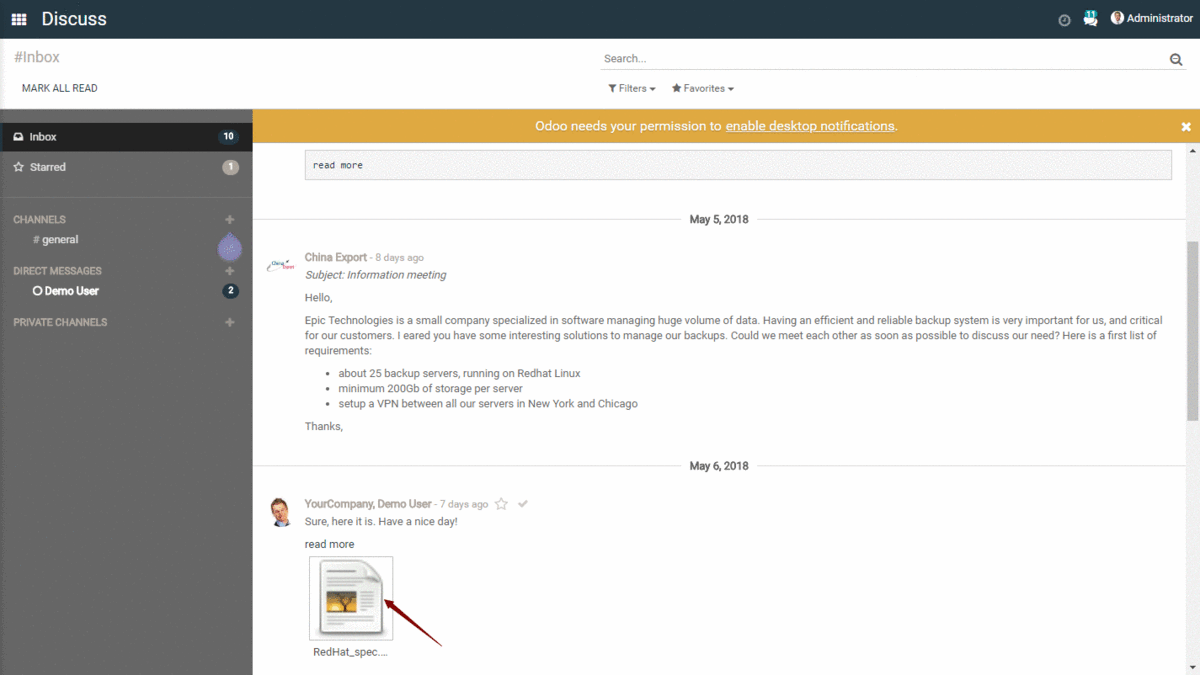 Discuss
11
Administrator
#Inbox
Search...
MARK ALL READ
Filters
Favorites
Inbox
10
Starred
1
CHANNELS
# general
DIRECT MESSAGES
Demo User
2
PRIVATE CHANNELS
Odoo needs your permission to enable desktop notifications.
read more
May 5, 2018
China Export - 8 days ago
Subject: Information meeting
Hello,
Epic Technologies is a small company specialized in software managing huge volume of data. Having an efficient and reliable backup system is very important for us, and critical
for our customers. I eared you have some interesting solutions to manage our backups. Could we meet each other as soon as possible to discuss our need? Here is a first list of
requirements:
• about 25 backup servers, running on Redhat Linux
• minimum 200Gb of storage per server
• setup a VPN between all our servers in New York and Chicago
Thanks,
May 6, 2018
YourCompany, Demo User - 7 days ago
Sure, here it is. Have a nice day!
read more
RedHat_spec....